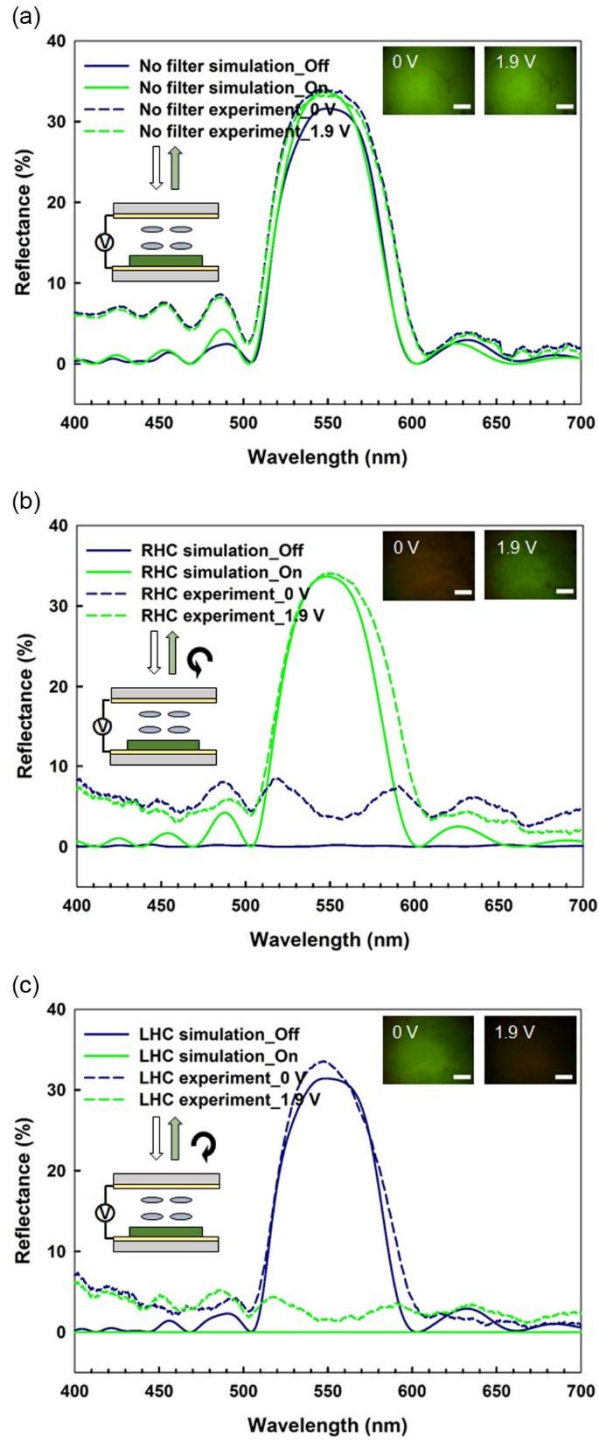 (a)
40
30
20
10
0
Reflectance (%)
No filter simulation_Off
No filter simulation_On
No filter experiment_0 V
No filter experiment_1.9 V
V
0 V
1.9 V
400 450 500 550 600 650 700
Wavelength (nm)
(b)
40
30
20
10
0
Reflectance (%)
RHC simulation_Off
RHC simulation_On
RHC experiment_0 V
RHC experiment_1.9 V
V
0 V
1.9 V
400 450 500 550 600 650 700
Wavelength (nm)
(c)
40
30
20
10
0
Reflectance (%)
LHC simulation_Off
LHC simulation_On
LHC experiment_0 V
LHC experiment_1.9 V
V
0 V
1.9 V
400 450 500 550 600 650 700
Wavelength (nm)